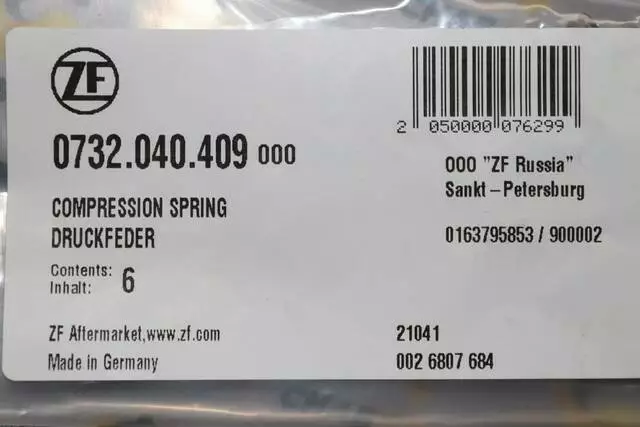 ZF
0732.040.409 000
COMPRESSION SPRING
DRUCKFEDER
Contents:
Inhalt: 6
ZF Aftermarket,www.zf.com
Made in Germany
2 050000 076299
000 "ZF Russia"
Sankt-Petersburg
0163795853 / 900002
21041
002 6807 684